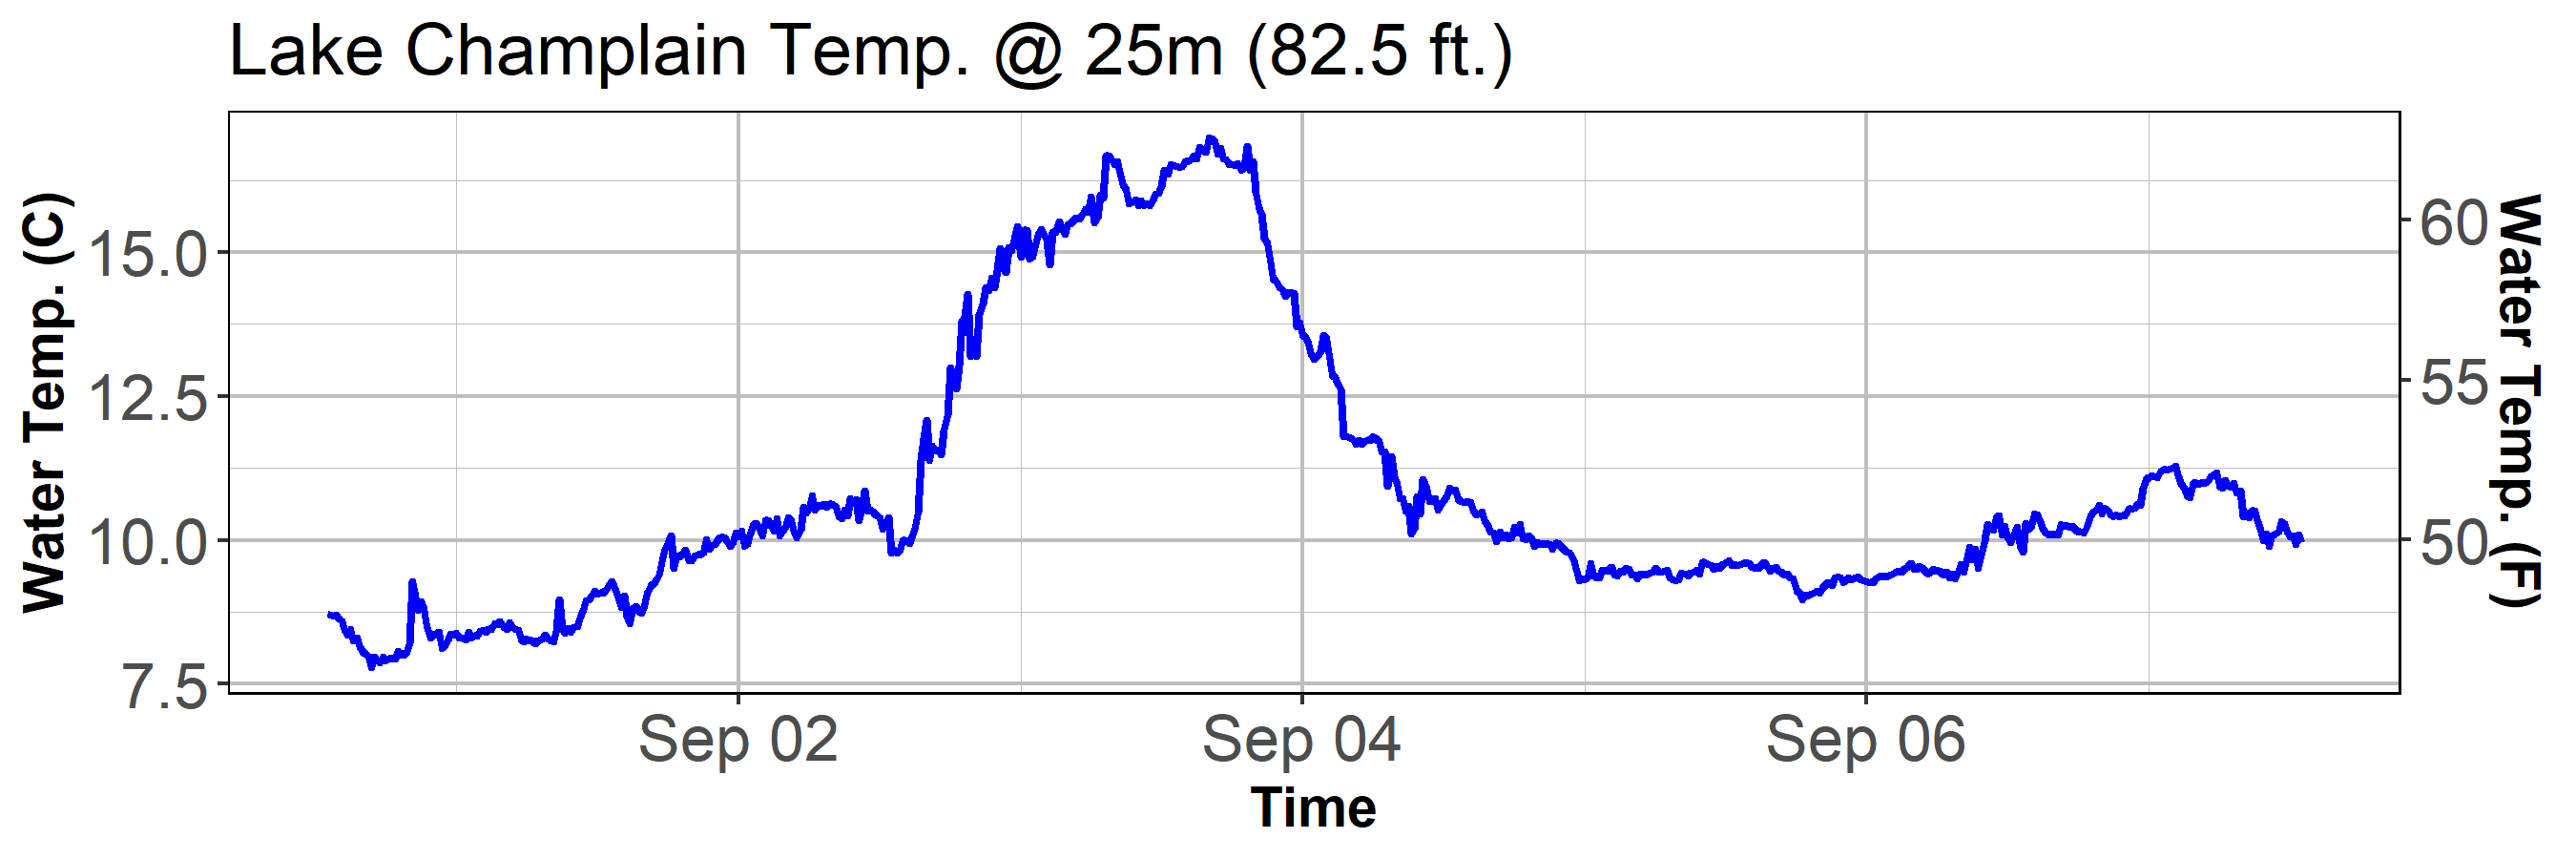 Lake Champlain Temp. @ 25m (82.5 ft.)
Water Temp. (C)
15.0
12.5
10.0
7.5
60
55
50
Water Temp. (F)
Sep 02
Sep 04
Sep 06
Time